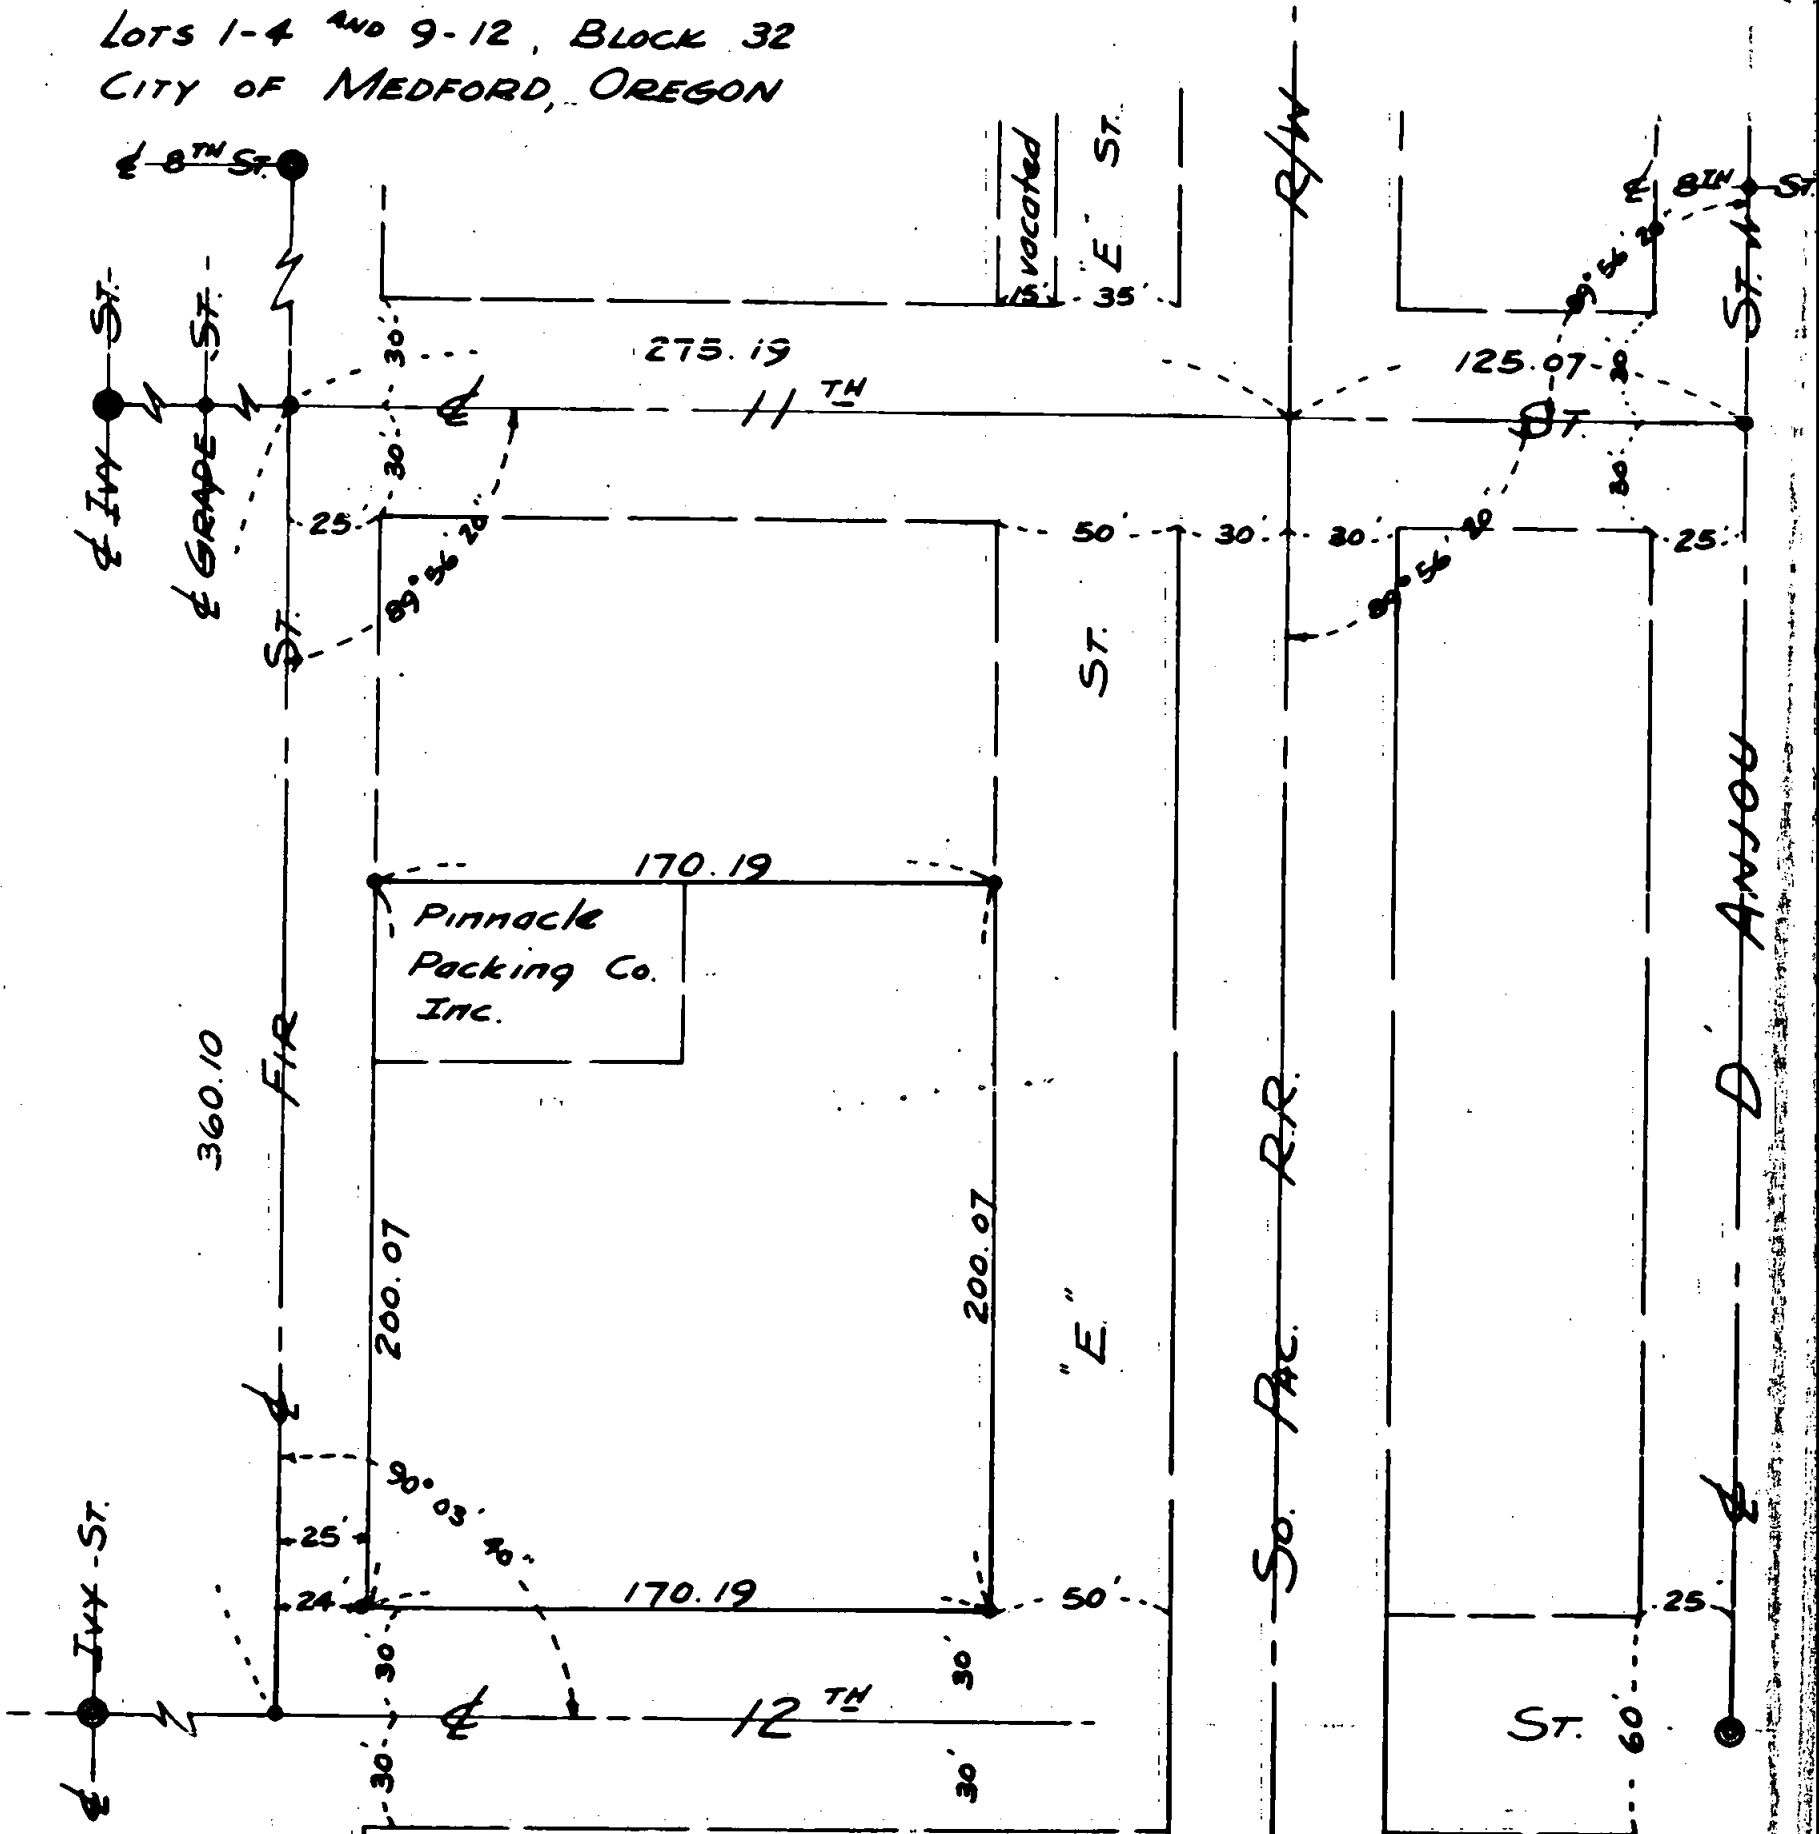 LOTS 1-4 AND 9-12, BLOCK 32
CITY OF MEDFORD, OREGON
℄ 8TH ST.
15' vacated
"E" ST.
R/W
℄ 8TH ST.
℄ IVY ST.
℄ GRAPE ST.
15'
35'
89° 56' 20"
30'
275.19
125.07
30'
℄ 11TH ST.
30'
30'
25'
89° 56' 20"
50'
30'
30'
89° 56' 20"
25'
170.19
Pinnacle
Packing Co.
Inc.
360.10
℄ FIR ST.
200.07
200.07
"E" ST.
SO. PAC. R.R.
℄ D'ANJOU ST.
90° 03' 40"
25'
24'
170.19
50'
25'
30'
30'
℄ IVY ST.
℄ 12TH ST.
60'
30'
30'